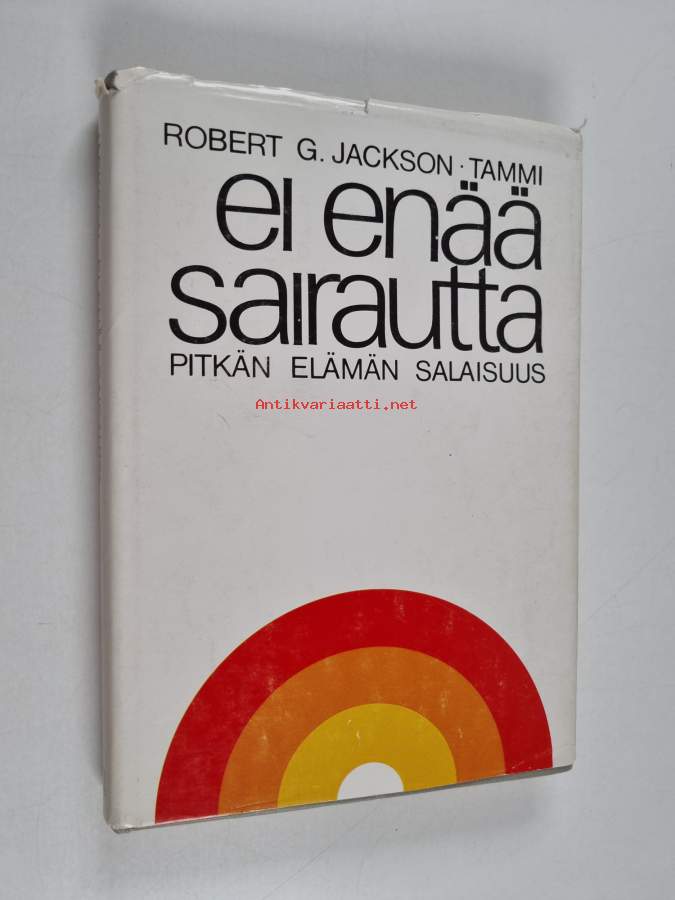 ROBERT G. JACKSON · TAMMI
ei enää
sairautta
PITKÄN ELÄMÄN SALAISUUS
Antikvariaatti.net